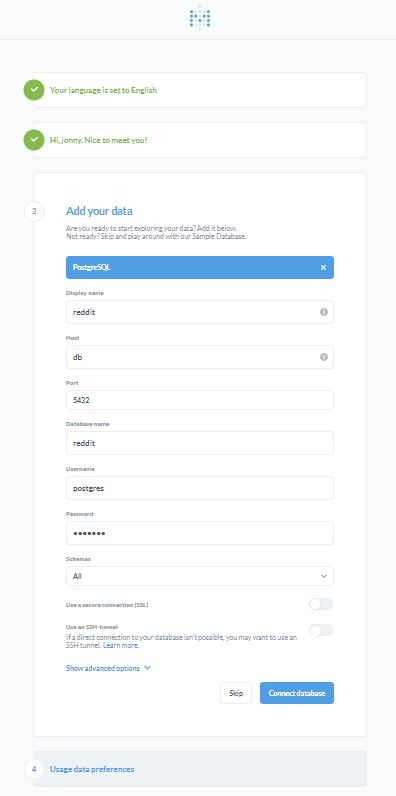 Your language is set to English
Hi, jonny. Nice to meet you!
3
Add your data
Are you ready to start exploring your data? Add it below.
Not ready? Skip and play around with our Sample Database.
PostgreSQL
Display name
reddit
Host
db
Port
5432
Database name
reddit
Username
postgres
Password
•••••••
Schemas
All
Use a secure connection (SSL)
Use an SSH-tunnel
If a direct connection to your database isn't possible, you may want to use an
SSH tunnel. Learn more.
Show advanced options
Skip
Connect database
4
Usage data preferences